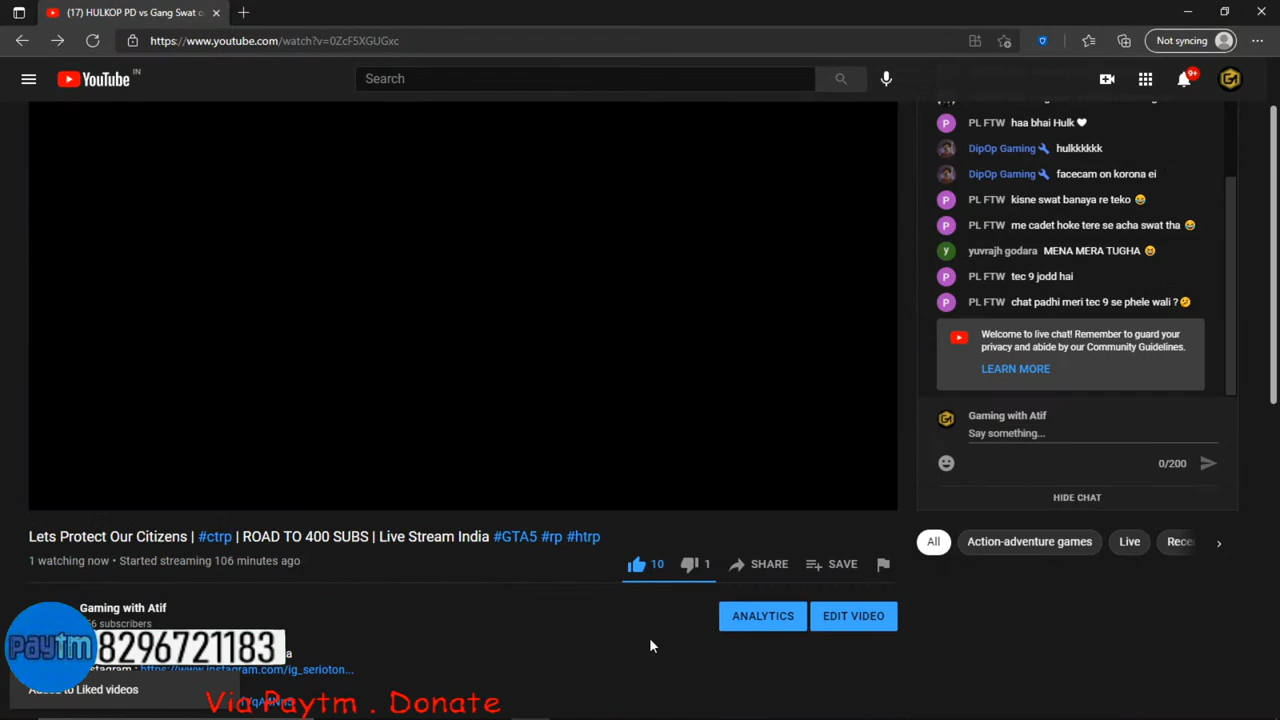 (17) HULKOP PD vs Gang Swat
https://www.youtube.com/watch?v=0ZcF5XGUGxc
Not syncing
YouTube IN
Search
9+
PL FTW haa bhai Hulk
DipOp Gaming hulkkkkkk
DipOp Gaming facecam on korona ei
PL FTW kisne swat banaya re teko
PL FTW me cadet hoke tere se acha swat tha
yuvrajh godara MENA MERA TUGHA
PL FTW tec 9 jodd hai
PL FTW chat padhi meri tec 9 se phele wali ?
Welcome to live chat! Remember to guard your
privacy and abide by our Community Guidelines.
LEARN MORE
Gaming with Atif
Say something...
0/200
HIDE CHAT
Lets Protect Our Citizens | #ctrp | ROAD TO 400 SUBS | Live Stream India #GTA5 #rp #htrp
1 watching now • Started streaming 106 minutes ago
10
1
SHARE
SAVE
All
Action-adventure games
Live
Gaming with Atif
subscribers
ANALYTICS
EDIT VIDEO
paytm 8296721183
https://www.instagram.com/ig_serioton...
Added to Liked videos
Via Paytm . Donate